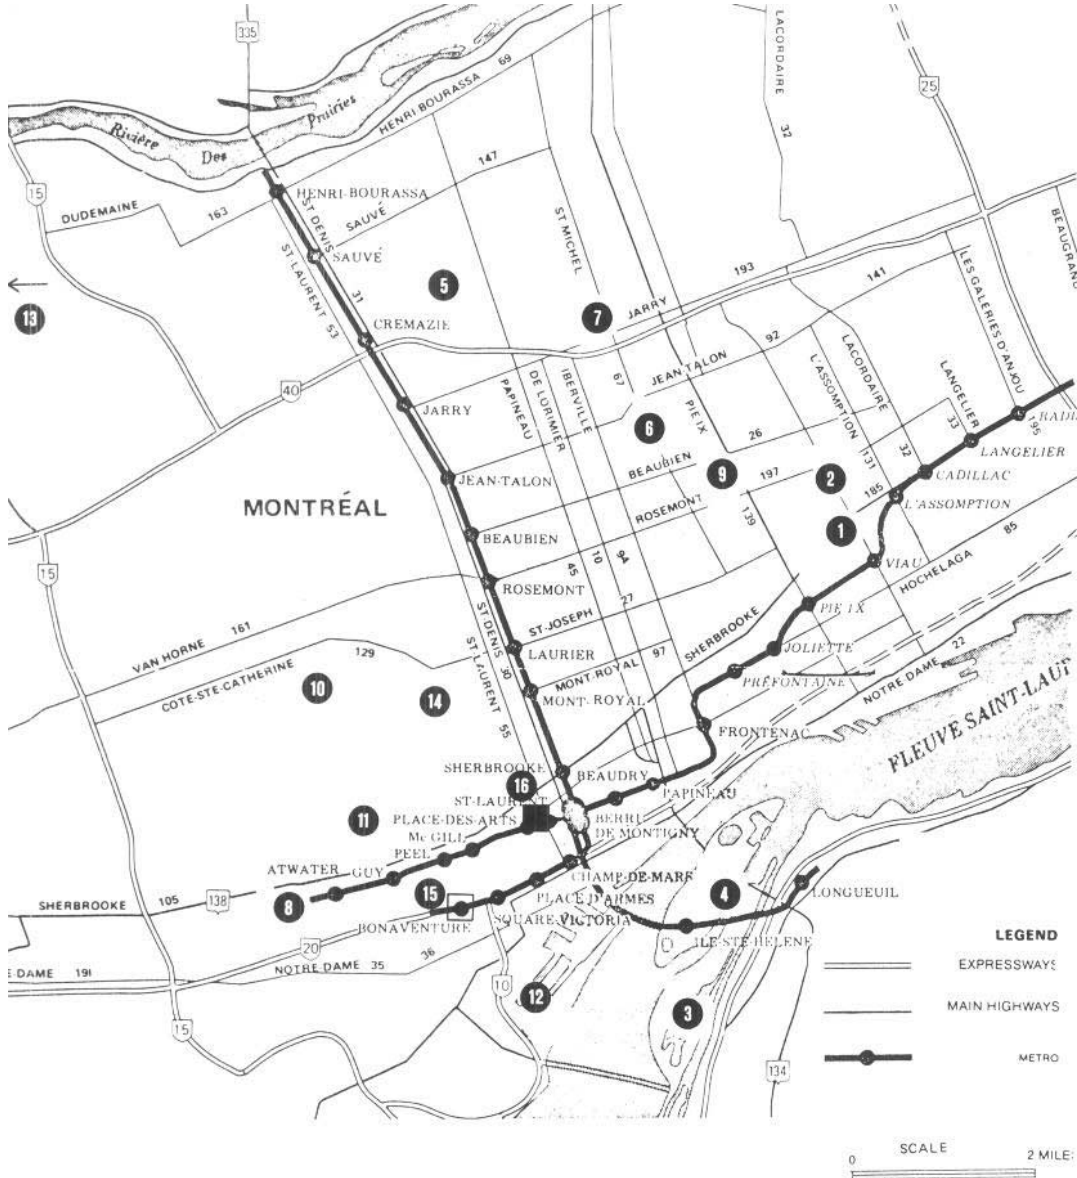 335
Rivière
Des
Prairies
HENRI-BOURASSA
69
LACORDAIRE
32
25
15
DUDEMAINE
163
HENRI-BOURASSA
ST DENIS
SAUVÉ
147
ST MICHEL
BEAUGRAND
SAUVÉ
ST LAURENT
53
31
5
13
7
193
JARRY
141
LES GALERIES D'ANJOU
CREMAZIE
40
JARRY
PAPINEAU
DE LORIMIER
IBERVILLE
67
JEAN-TALON
92
PIE IX
L'ASSOMPTION
LACORDAIRE
LANGELIER
33
195
6
26
BEAUBIEN
9
197
ROSEMONT
139
2
131
32
185
1
LANGELIER
CADILLAC
L'ASSOMPTION
85
HOCHELAGA
MONTRÉAL
JEAN-TALON
BEAUBIEN
ROSEMONT
45
10
94
VIAU
15
VAN HORNE
161
COTE-STE-CATHERINE
129
ST-JOSEPH
27
LAURIER
ST DENIS
30
ST-LAURENT
55
MONT-ROYAL
97
SHERBROOKE
PIE IX
JOLIETTE
PRÉFONTAINE
NOTRE-DAME
22
10
14
MONT-ROYAL
FRONTENAC
FLEUVE SAINT-LAUR
SHERBROOKE
16
BEAUDRY
PAPINEAU
ST-LAURENT
PLACE-DES-ARTS
BERRI
DE MONTIGNY
11
Mc GILL
PEEL
GUY
ATWATER
CHAMP-DE-MARS
SHERBROOKE
105
138
8
15
PLACE D'ARMES
4
LONGUEUIL
BONAVENTURE
SQUARE-VICTORIA
ILE-STE-HELENE
20
E-DAME
191
NOTRE DAME
35
36
10
12
3
15
134
LEGEND
EXPRESSWAYS
MAIN HIGHWAYS
METRO
SCALE
0
2 MILE: